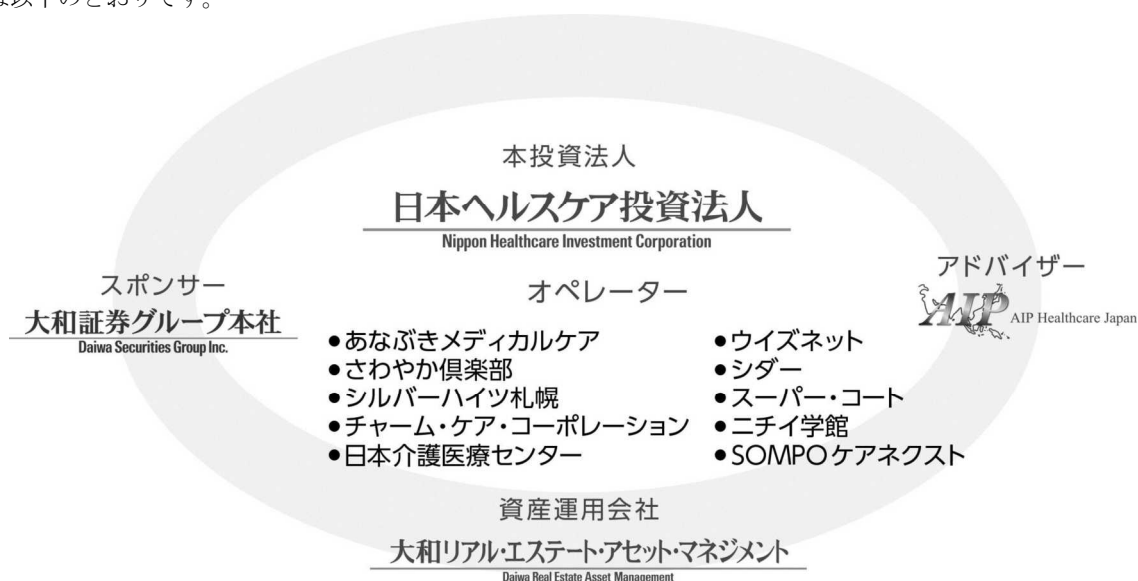 は以下のとおりです。
本投資法人
日本ヘルスケア投資法人
Nippon Healthcare Investment Corporation
スポンサー
大和証券グループ本社
Daiwa Securities Group Inc.
アドバイザー
AIP AIP Healthcare Japan
オペレーター
●あなぶきメディカルケア
●さわやか倶楽部
●シルバーハイツ札幌
●チャーム・ケア・コーポレーション
●日本介護医療センター
●ウイズネット
●シダー
●スーパー・コート
●ニチイ学館
●SOMPOケアネクスト
資産運用会社
大和リアル・エステート・アセット・マネジメント
Daiwa Real Estate Asset Management